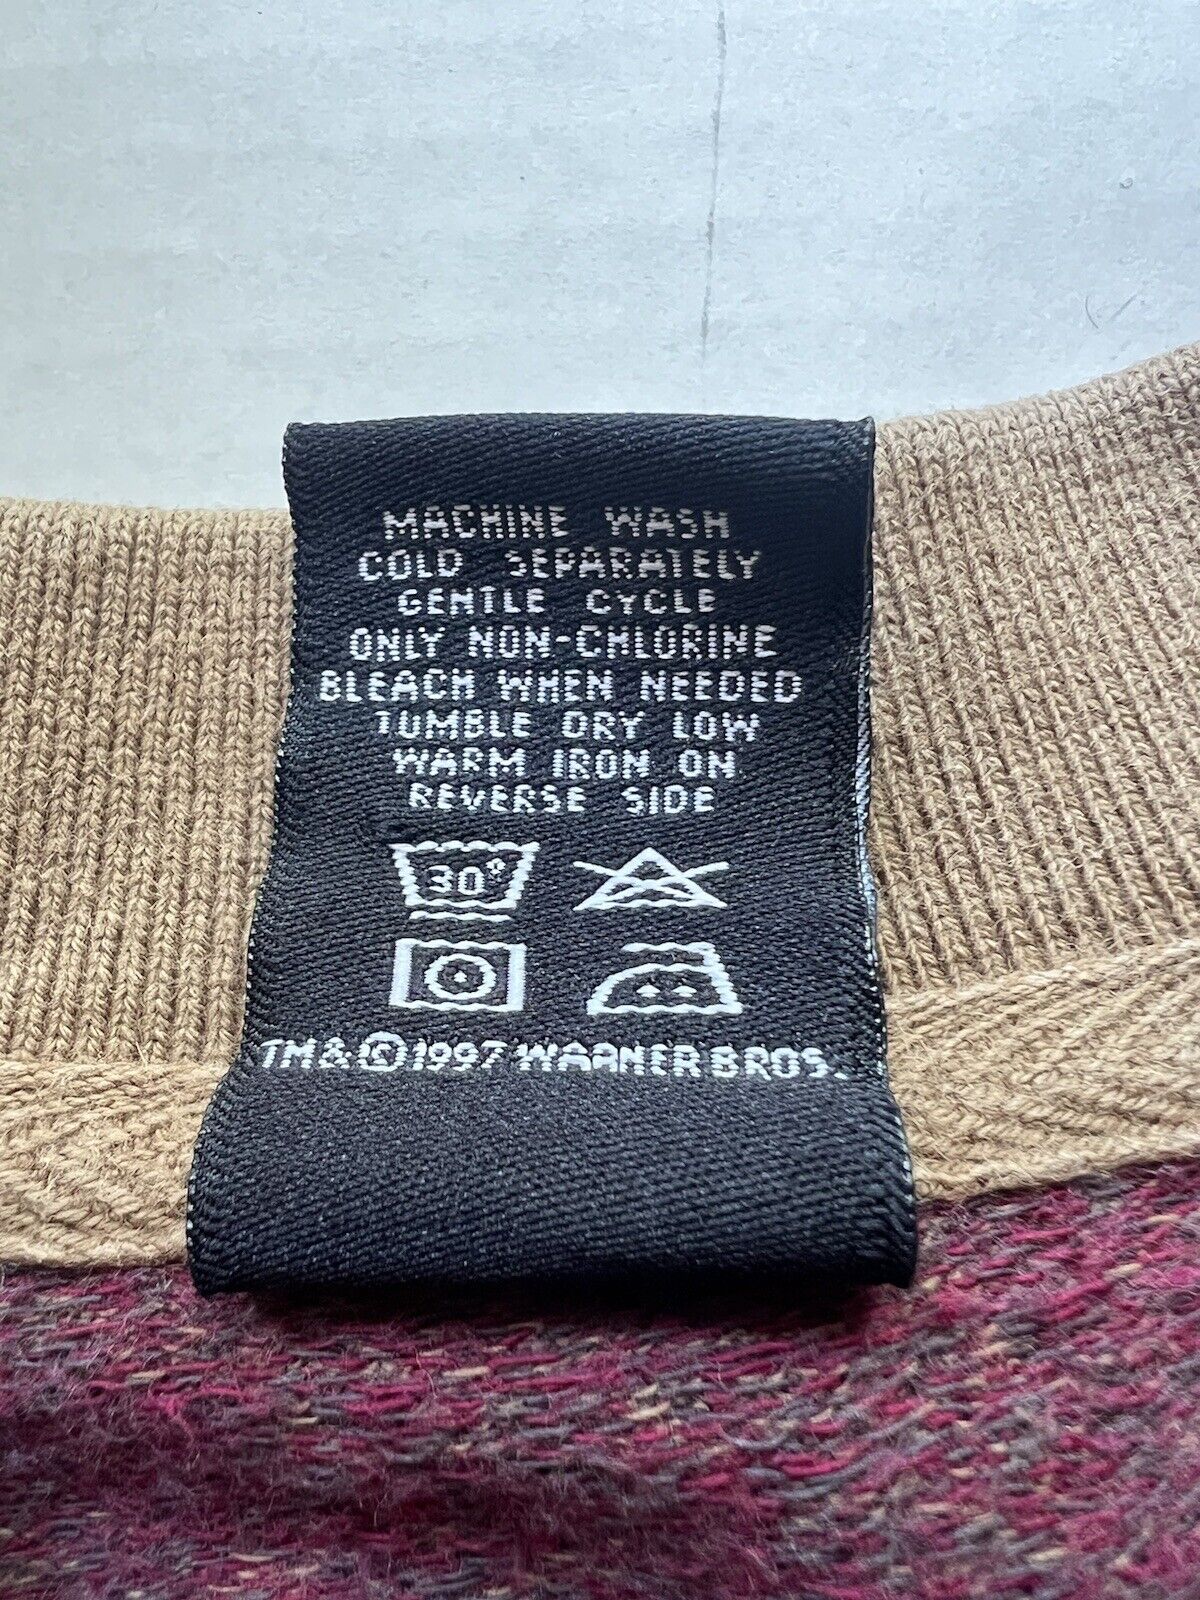 MACHINE WASH
COLD SEPARATELY
GENTLE CYCLE
ONLY NON-CHLORINE
BLEACH WHEN NEEDED
TUMBLE DRY LOW
WARM IRON ON
REVERSE SIDE
30°
TM&©1997 WARNER BROS.